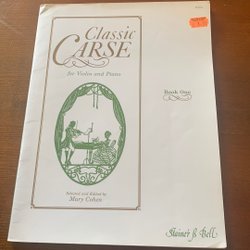 Classic
CARSE
for Violin and Piano
Book One
Selected and Edited by
Mary Cohen
Stainer & Bell